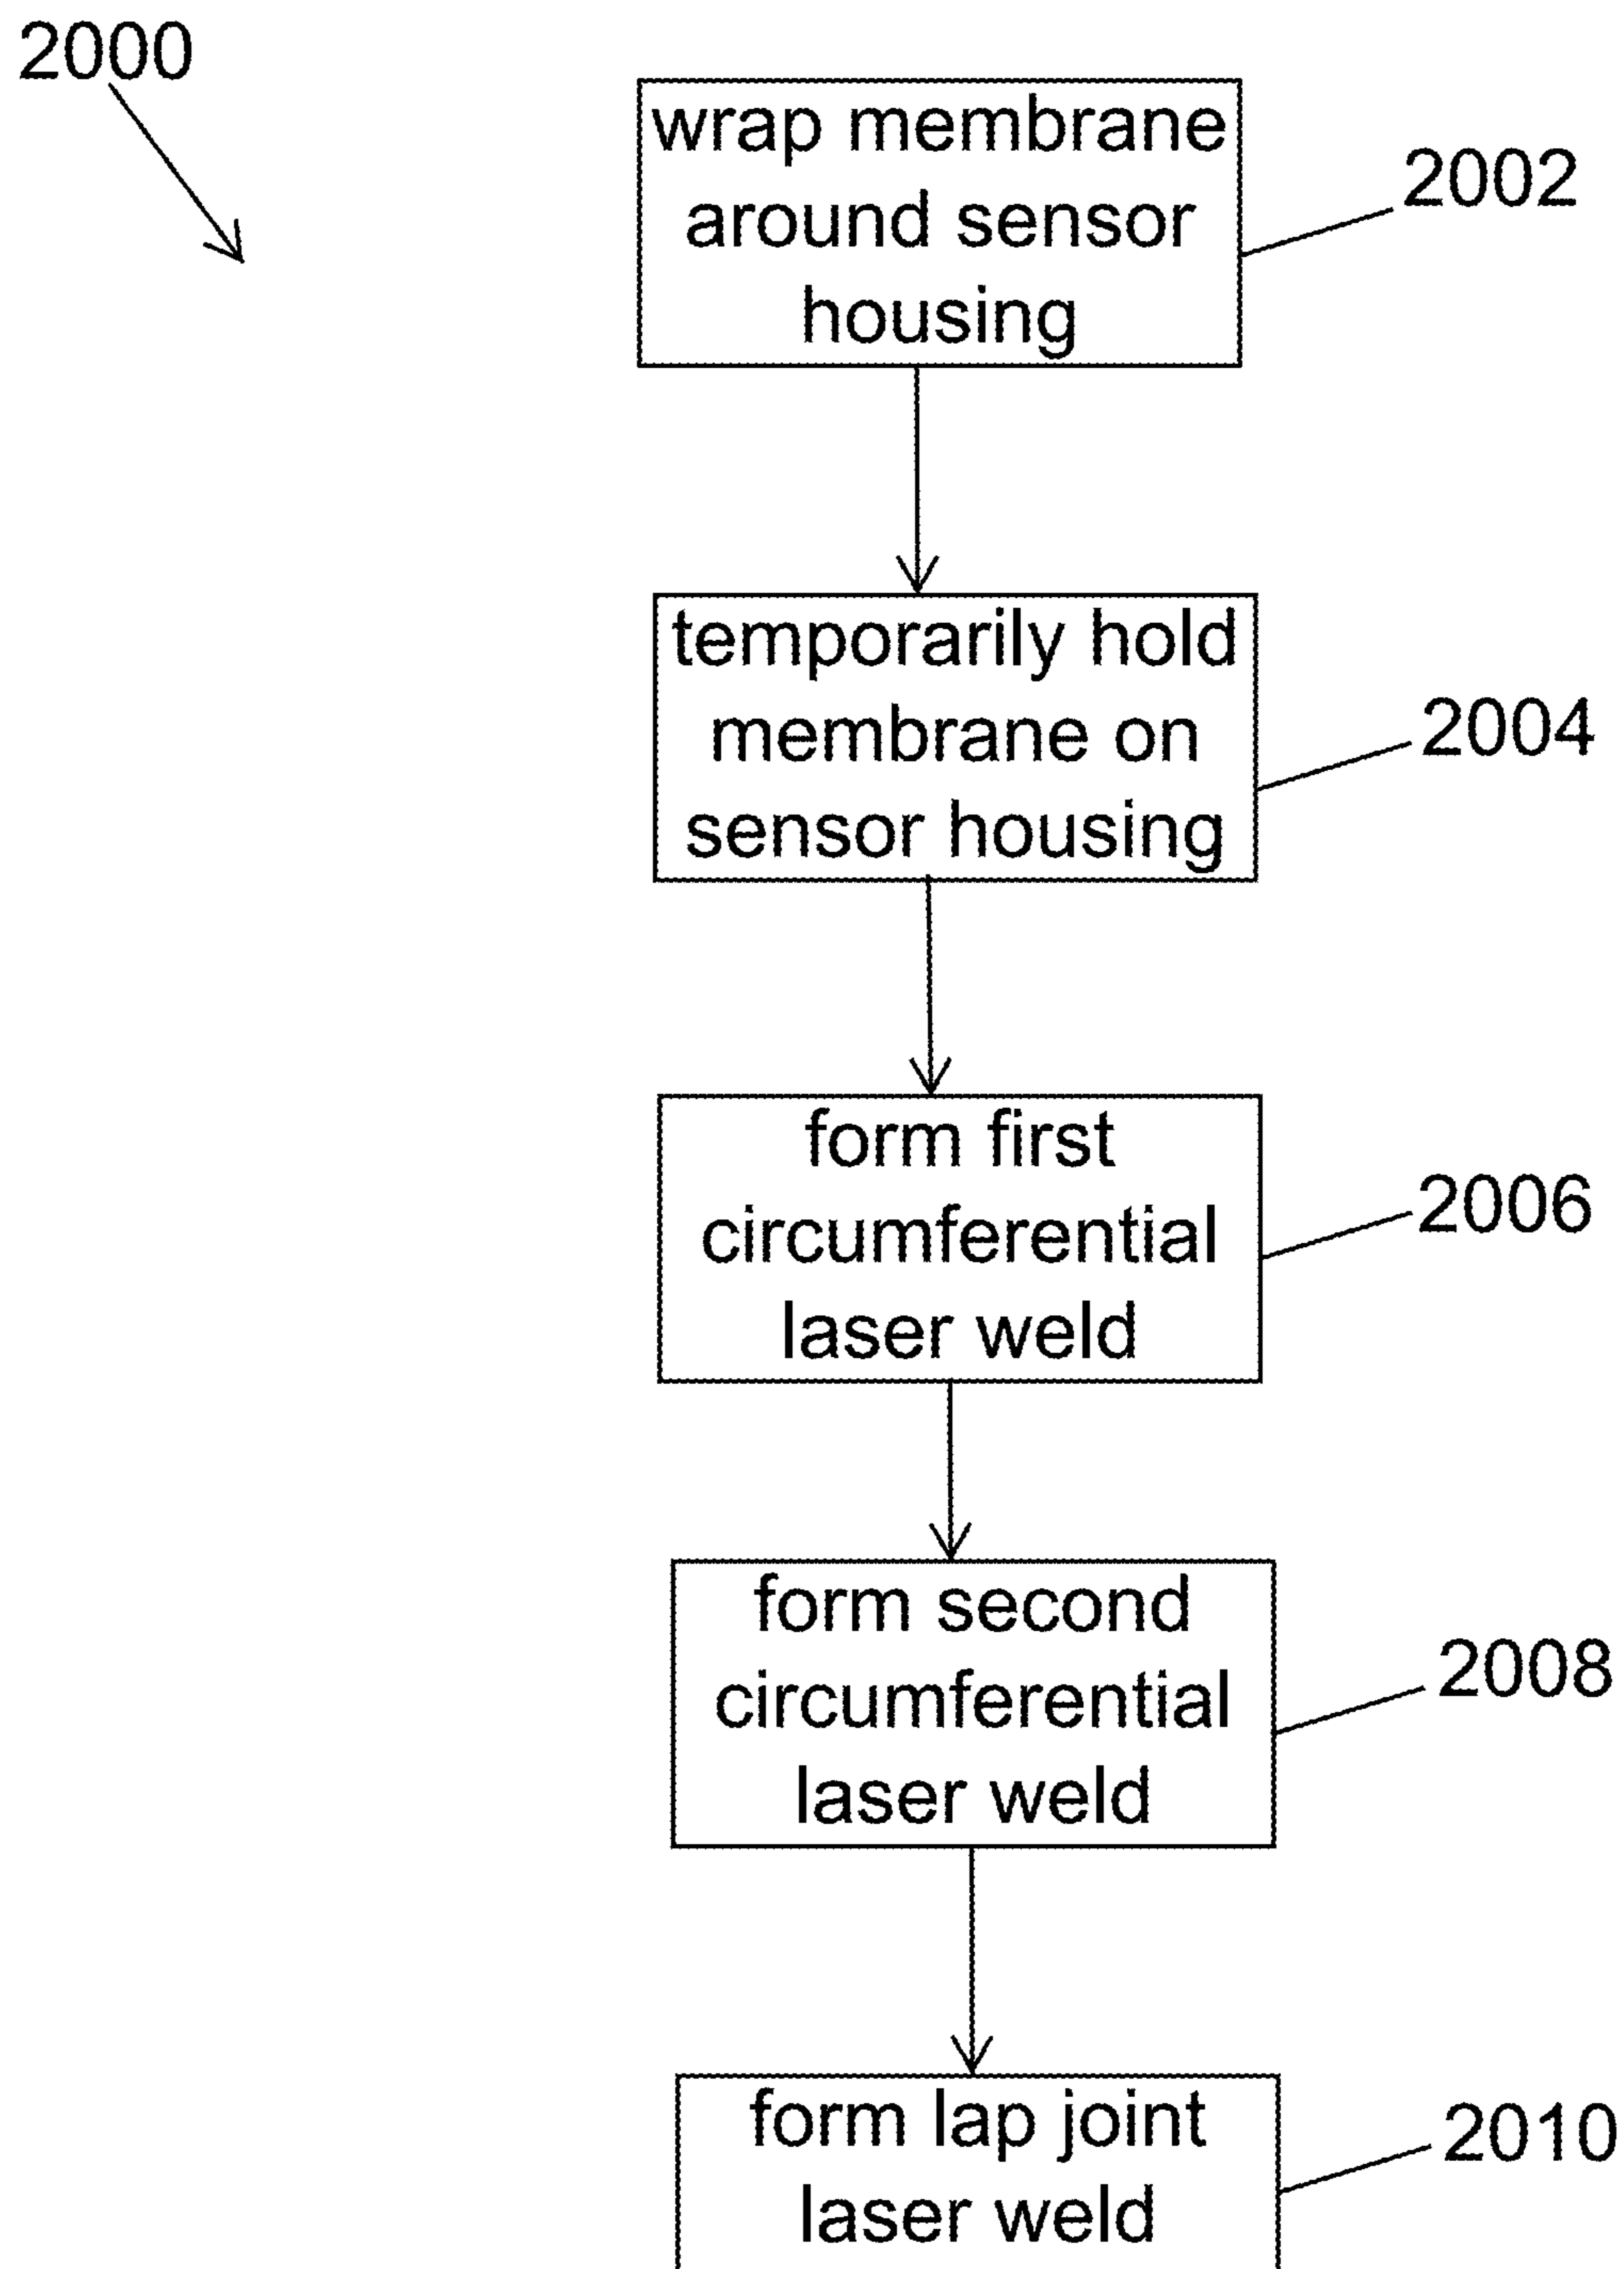 2000
wrap membrane
around sensor
housing
2002
temporarily hold
membrane on
sensor housing
2004
form first
circumferential
laser weld
2006
form second
circumferential
laser weld
2008
form lap joint
laser weld
2010